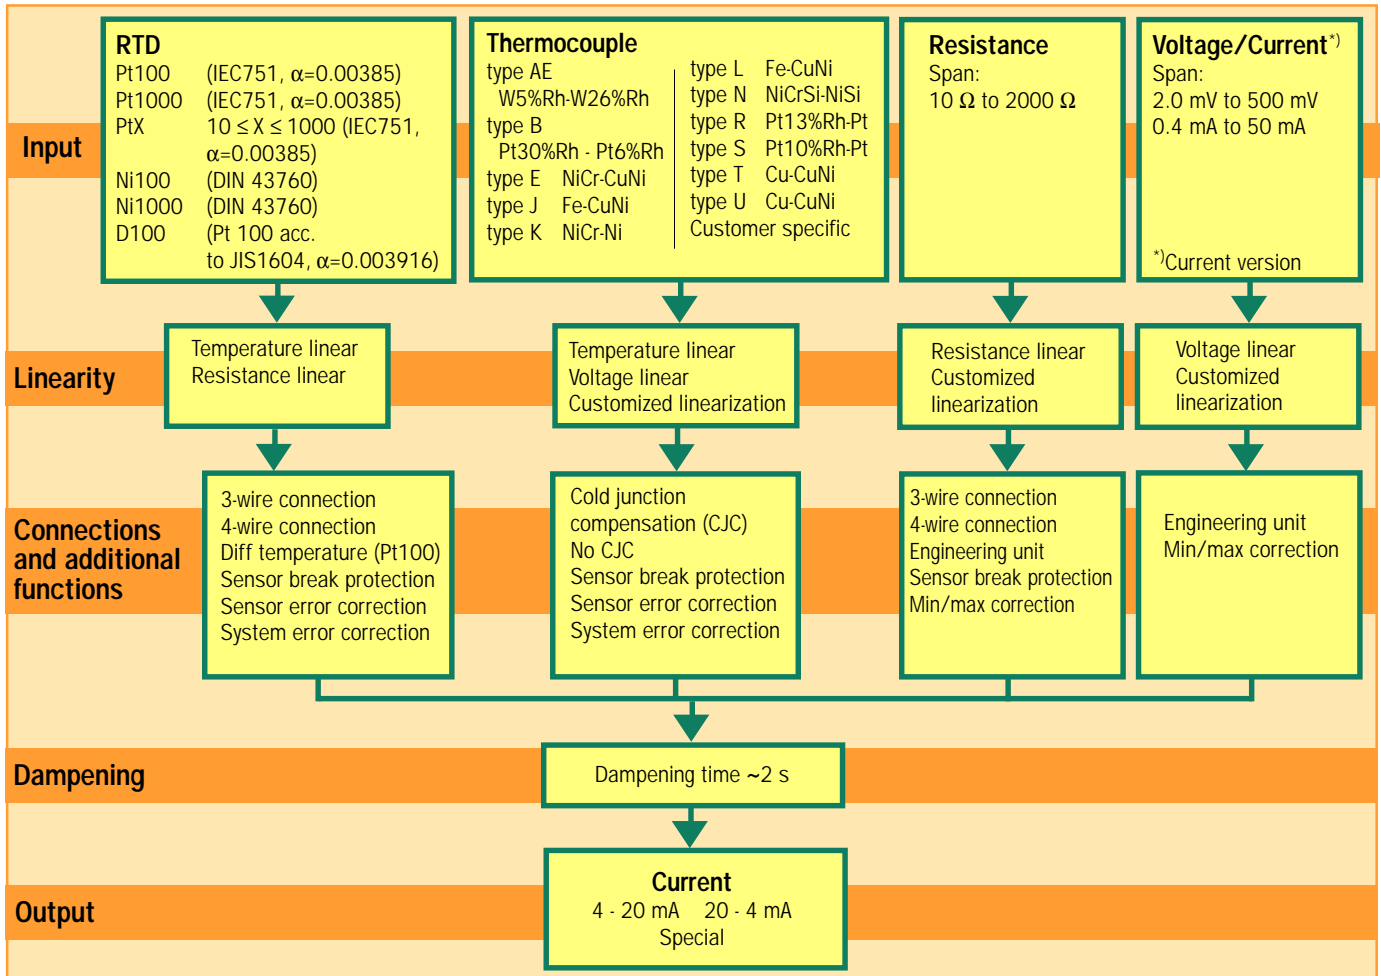 Input
RTD
Pt100 (IEC751, α=0.00385)
Pt1000 (IEC751, α=0.00385)
PtX 10 ≤ X ≤ 1000 (IEC751,
α=0.00385)
Ni100 (DIN 43760)
Ni1000 (DIN 43760)
D100 (Pt 100 acc.
to JIS1604, α=0.003916)
Thermocouple
type AE
W5%Rh-W26%Rh
type B
Pt30%Rh - Pt6%Rh
type E NiCr-CuNi
type J Fe-CuNi
type K NiCr-Ni
type L Fe-CuNi
type N NiCrSi-NiSi
type R Pt13%Rh-Pt
type S Pt10%Rh-Pt
type T Cu-CuNi
type U Cu-CuNi
Customer specific
Resistance
Span:
10 Ω to 2000 Ω
Voltage/Current*)
Span:
2.0 mV to 500 mV
0.4 mA to 50 mA
*)Current version
Linearity
Temperature linear
Resistance linear
Temperature linear
Voltage linear
Customized linearization
Resistance linear
Customized
linearization
Voltage linear
Customized
linearization
Connections
and additional
functions
3-wire connection
4-wire connection
Diff temperature (Pt100)
Sensor break protection
Sensor error correction
System error correction
Cold junction
compensation (CJC)
No CJC
Sensor break protection
Sensor error correction
System error correction
3-wire connection
4-wire connection
Engineering unit
Sensor break protection
Min/max correction
Engineering unit
Min/max correction
Dampening
Dampening time ~2 s
Output
Current
4 - 20 mA 20 - 4 mA
Special